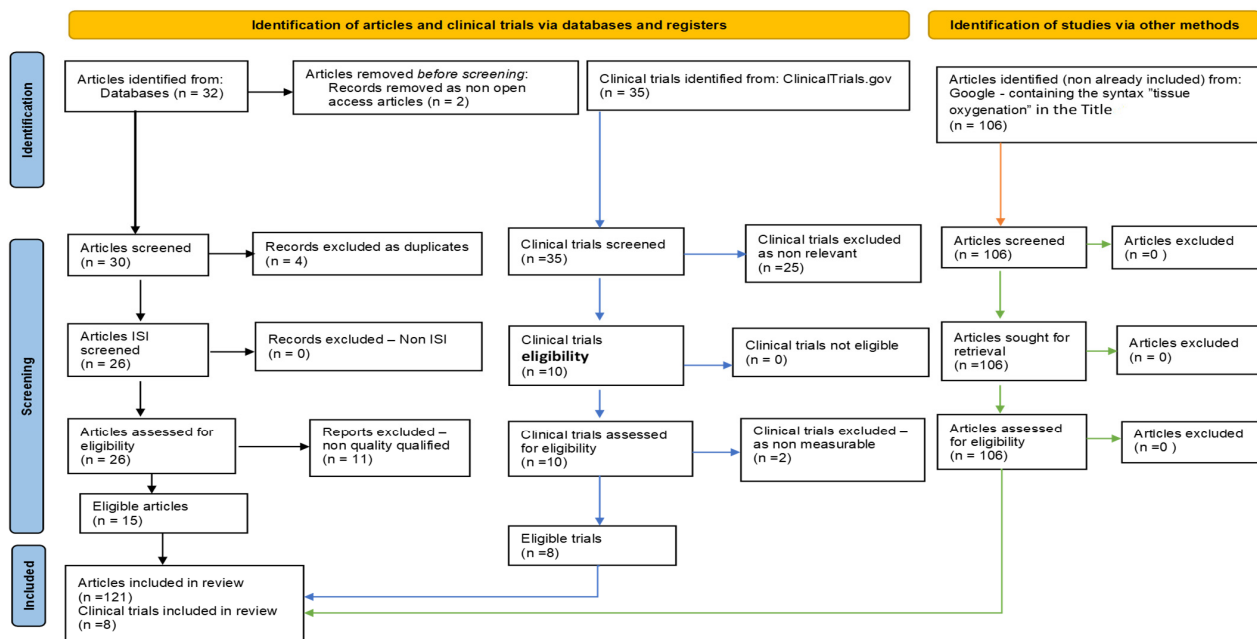 Identification of articles and clinical trials via databases and registers
Identification of studies via other methods
Identification
Articles identified from:
Databases (n = 32)
Articles removed before screening:
Records removed as non open
access articles (n = 2)
Clinical trials identified from: ClinicalTrials.gov
(n = 35)
Articles identified (non already included) from:
Google - containing the syntax "tissue
oxygenation" in the Title
(n = 106)
Screening
Articles screened
(n = 30)
Records excluded as duplicates
(n = 4)
Clinical trials screened
(n =35)
Clinical trials excluded
as non relevant
(n =25)
Articles screened
(n = 106)
Articles excluded
(n =0 )
Articles ISI
screened
(n = 26)
Records excluded – Non ISI
(n = 0)
Clinical trials
eligibility
(n =10)
Clinical trials not eligible
(n = 0)
Articles sought for
retrieval
(n =106)
Articles excluded
(n = 0)
Articles assessed for
eligibility
(n = 26)
Reports excluded –
non quality qualified
(n = 11)
Clinical trials assessed
for eligibility
(n =10)
Clinical trials excluded –
as non measurable
(n =2)
Articles assessed
for eligibility
(n = 106)
Articles excluded
(n =0 )
Eligible articles
(n = 15)
Eligible trials
(n =8)
Included
Articles included in review
(n =121)
Clinical trials included in review
(n =8)